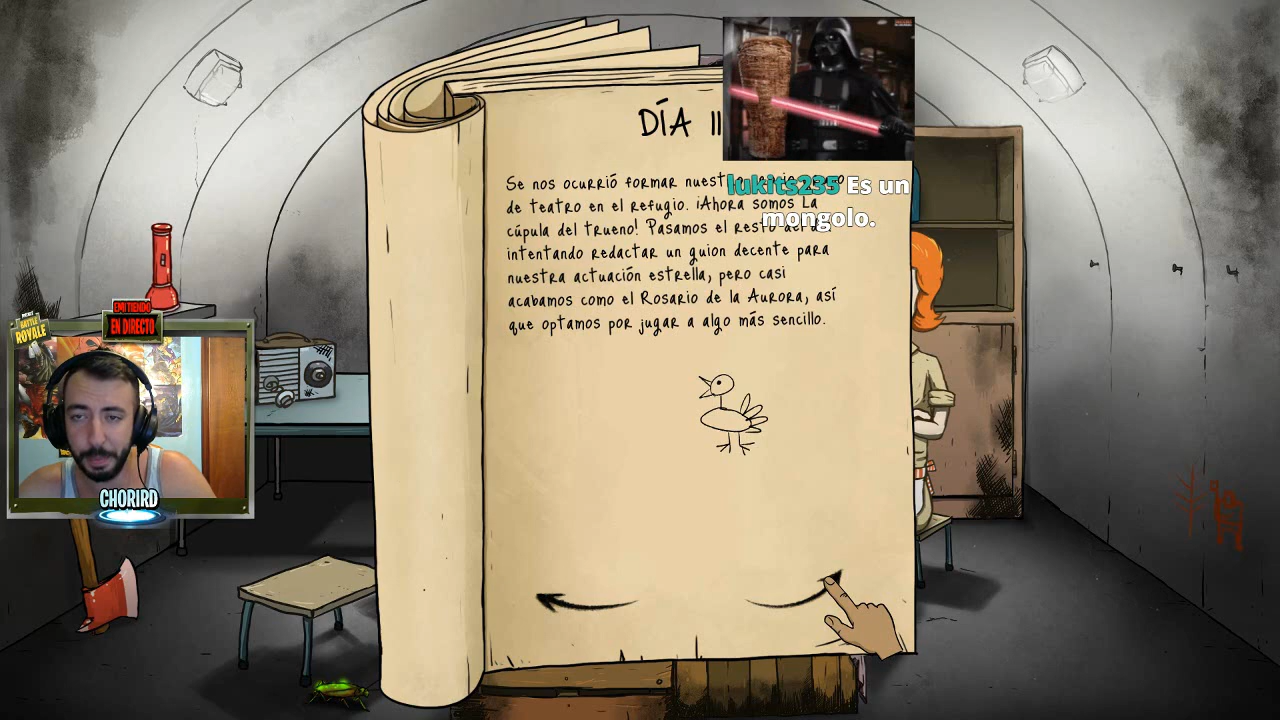 DÍA 11
lukits235 Es un
mongolo.
Se nos ocurrió formar
de teatro en el refugio. ¡Ahora somos La
cúpula del trueno! Pasamos el
intentando redactar un guion decente para
nuestra actuación estrella, pero casi
acabamos como el Rosario de la Aurora, así
que optamos por jugar a algo más sencillo.
BATTLE
ROYALE
EMITIENDO
EN DIRECTO
CHORIRD